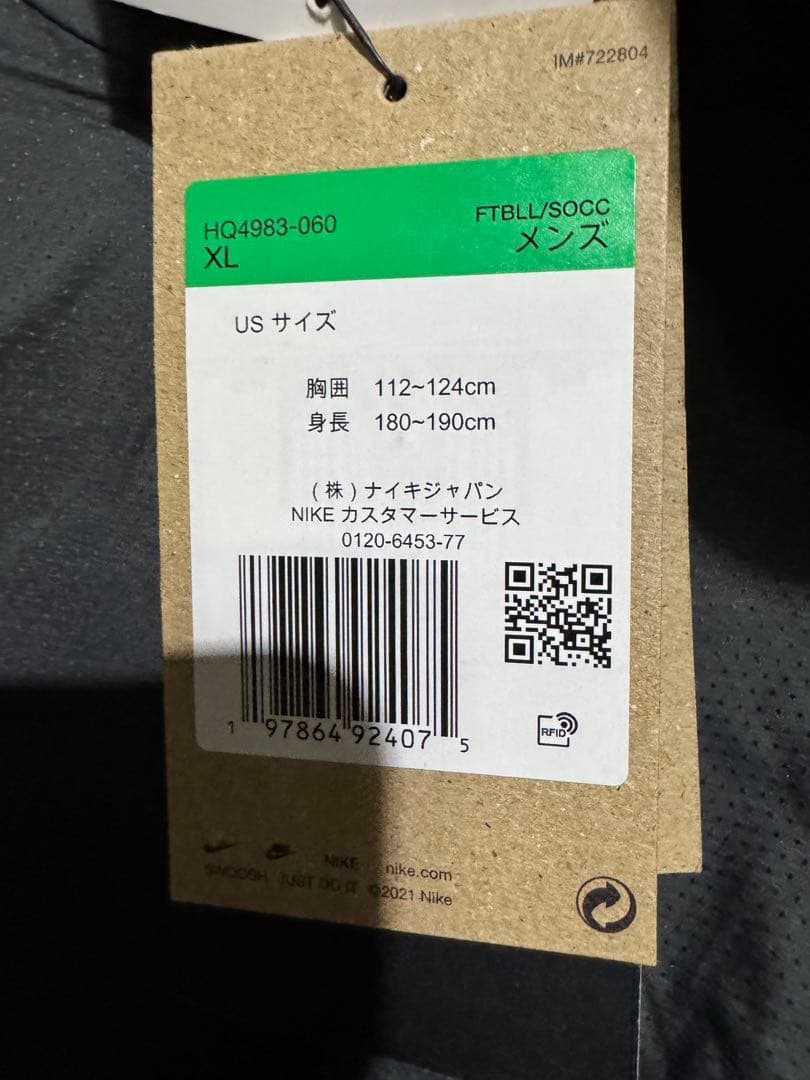 IM#722804
HQ4983-060
XL
FTBLL/SOCC
メンズ
US サイズ
胸囲 112~124cm
身長 180~190cm
(株)ナイキジャパン
NIKE カスタマーサービス
0120-6453-77
1 97864 92407 5
RFID
NIKE nike.com
SWOOSH JUST DO IT ©2021 Nike